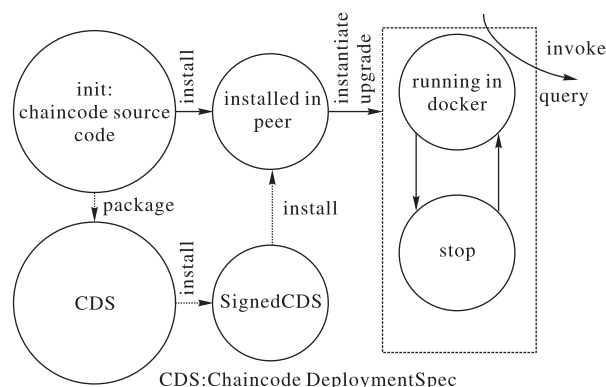 init:
chaincode source
code
install
installed in
peer
instantiate
upgrade
running in
docker
invoke
query
package
install
CDS
install
SignedCDS
stop
CDS:Chaincode DeploymentSpec